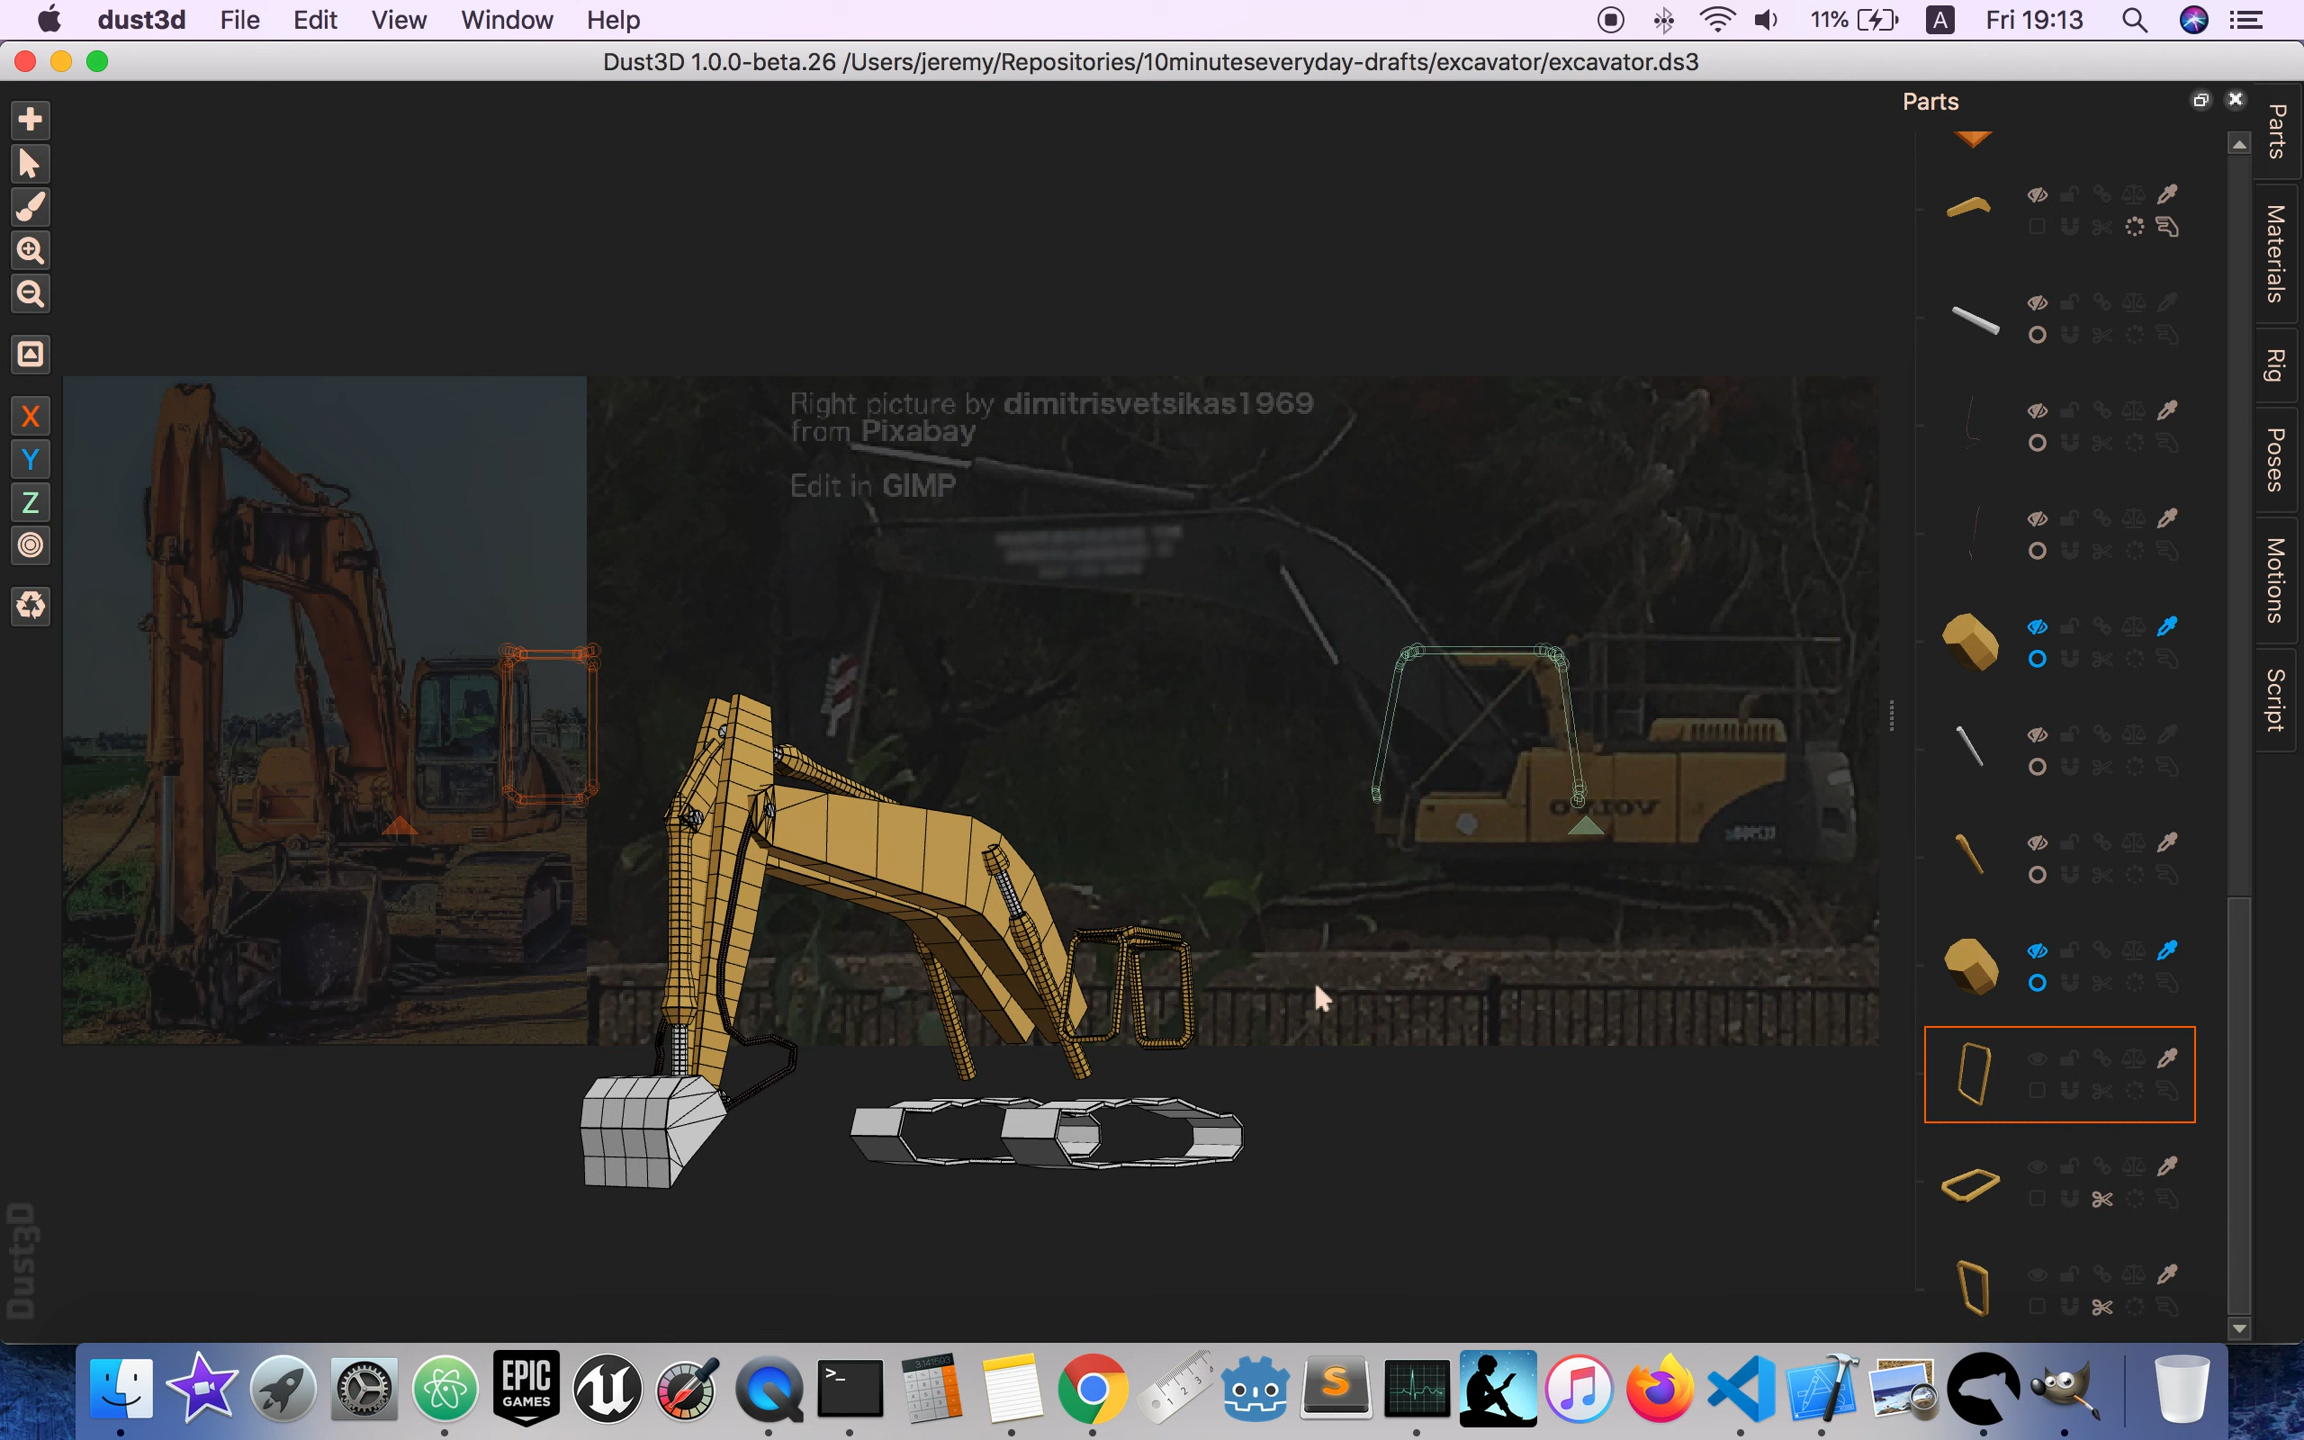 dust3d File Edit View Window Help 11% A Fri 19:13
Dust3D 1.0.0-beta.26 /Users/jeremy/Repositories/10minuteseveryday-drafts/excavator/excavator.ds3
Parts
Parts
Materials
Rig
Poses
Motions
Script
X
Y
Z
Right picture by dimitrisvetsikas1969
from Pixabay
Edit in GIMP
Dust3D
EPIC
GAMES
3.141593